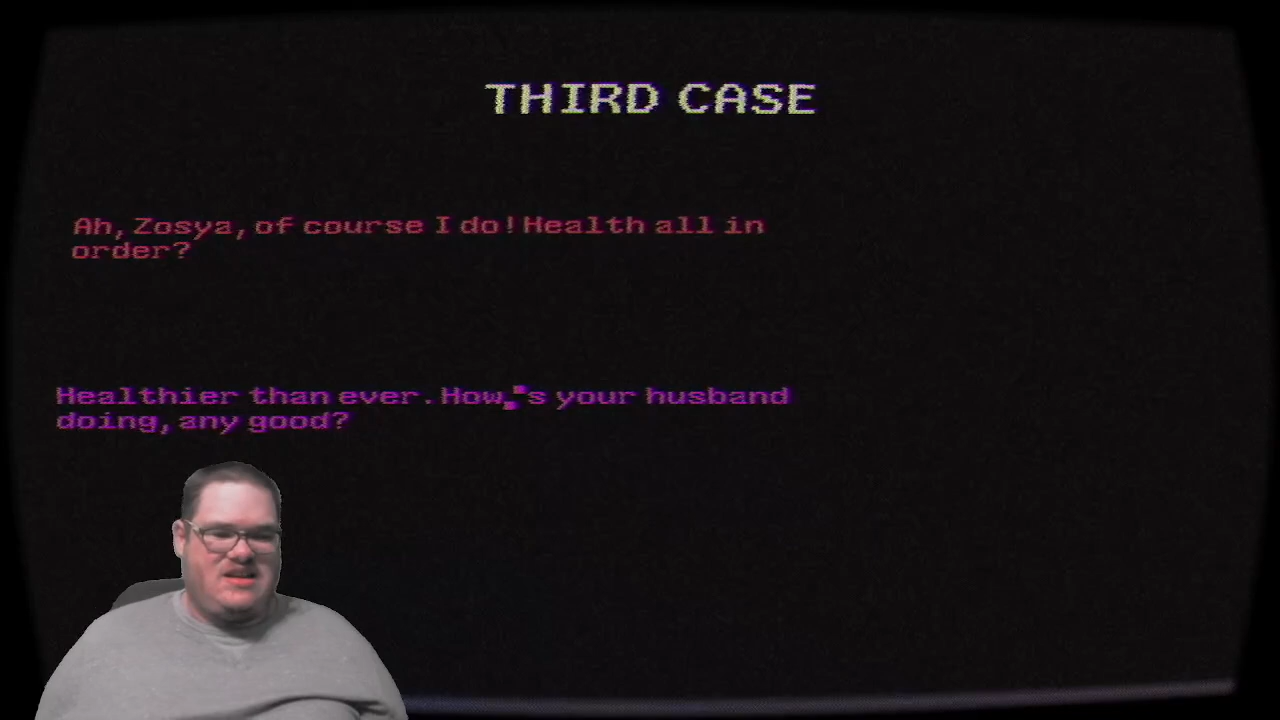 THIRD CASE
Ah, Zosya, of course I do! Health all in
order?
Healthier than ever. How,"s your husband
doing, any good?